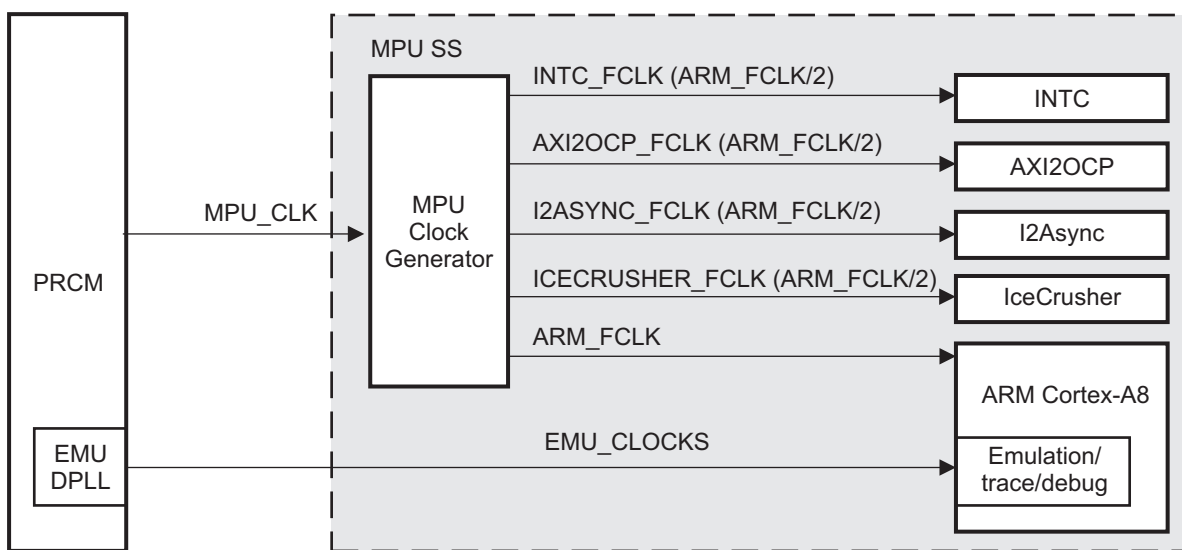 MPU SS
INTC_FCLK (ARM_FCLK/2)
INTC
AXI2OCP_FCLK (ARM_FCLK/2)
AXI2OCP
MPU_CLK
MPU
Clock
Generator
I2ASYNC_FCLK (ARM_FCLK/2)
I2Async
PRCM
ICECRUSHER_FCLK (ARM_FCLK/2)
IceCrusher
ARM_FCLK
ARM Cortex-A8
EMU
DPLL
EMU_CLOCKS
Emulation/
trace/debug